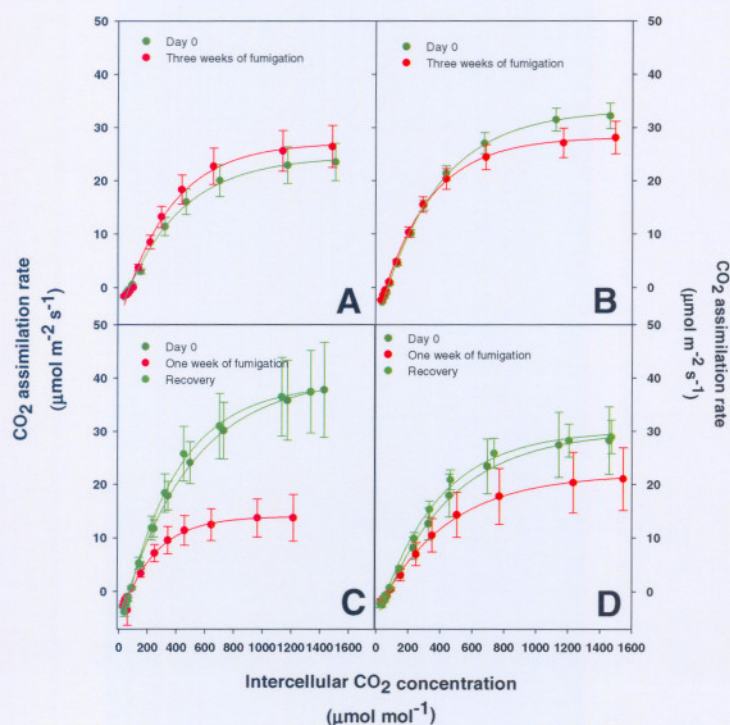 50
40
30
20
10
0
Day 0
Three weeks of fumigation
A
50
40
30
20
10
0
Day 0
Three weeks of fumigation
B
CO2 assimilation rate
(µmol m-2 s-1)
CO2 assimilation rate
(µmol m-2 s-1)
50
40
30
20
10
0
Day 0
One week of fumigation
Recovery
C
50
40
30
20
10
0
Day 0
One week of fumigation
Recovery
D
0 200 400 600 800 1000 1200 1400 1600
0 200 400 600 800 1000 1200 1400 1600
Intercellular CO2 concentration
(µmol mol-1)